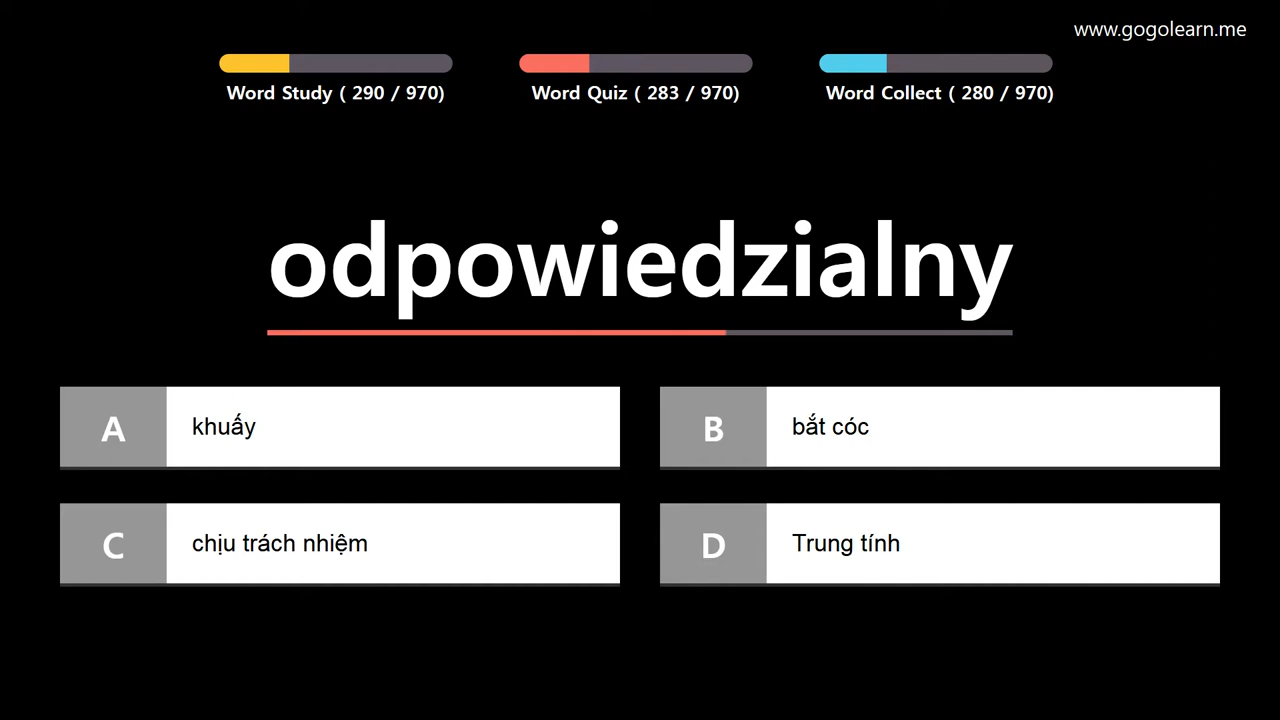 www.gogolearn.me
Word Study ( 290 / 970)
Word Quiz ( 283 / 970)
Word Collect ( 280 / 970)
odpowiedzialny
A khuấy
B bắt cóc
C chịu trách nhiệm
D Trung tính